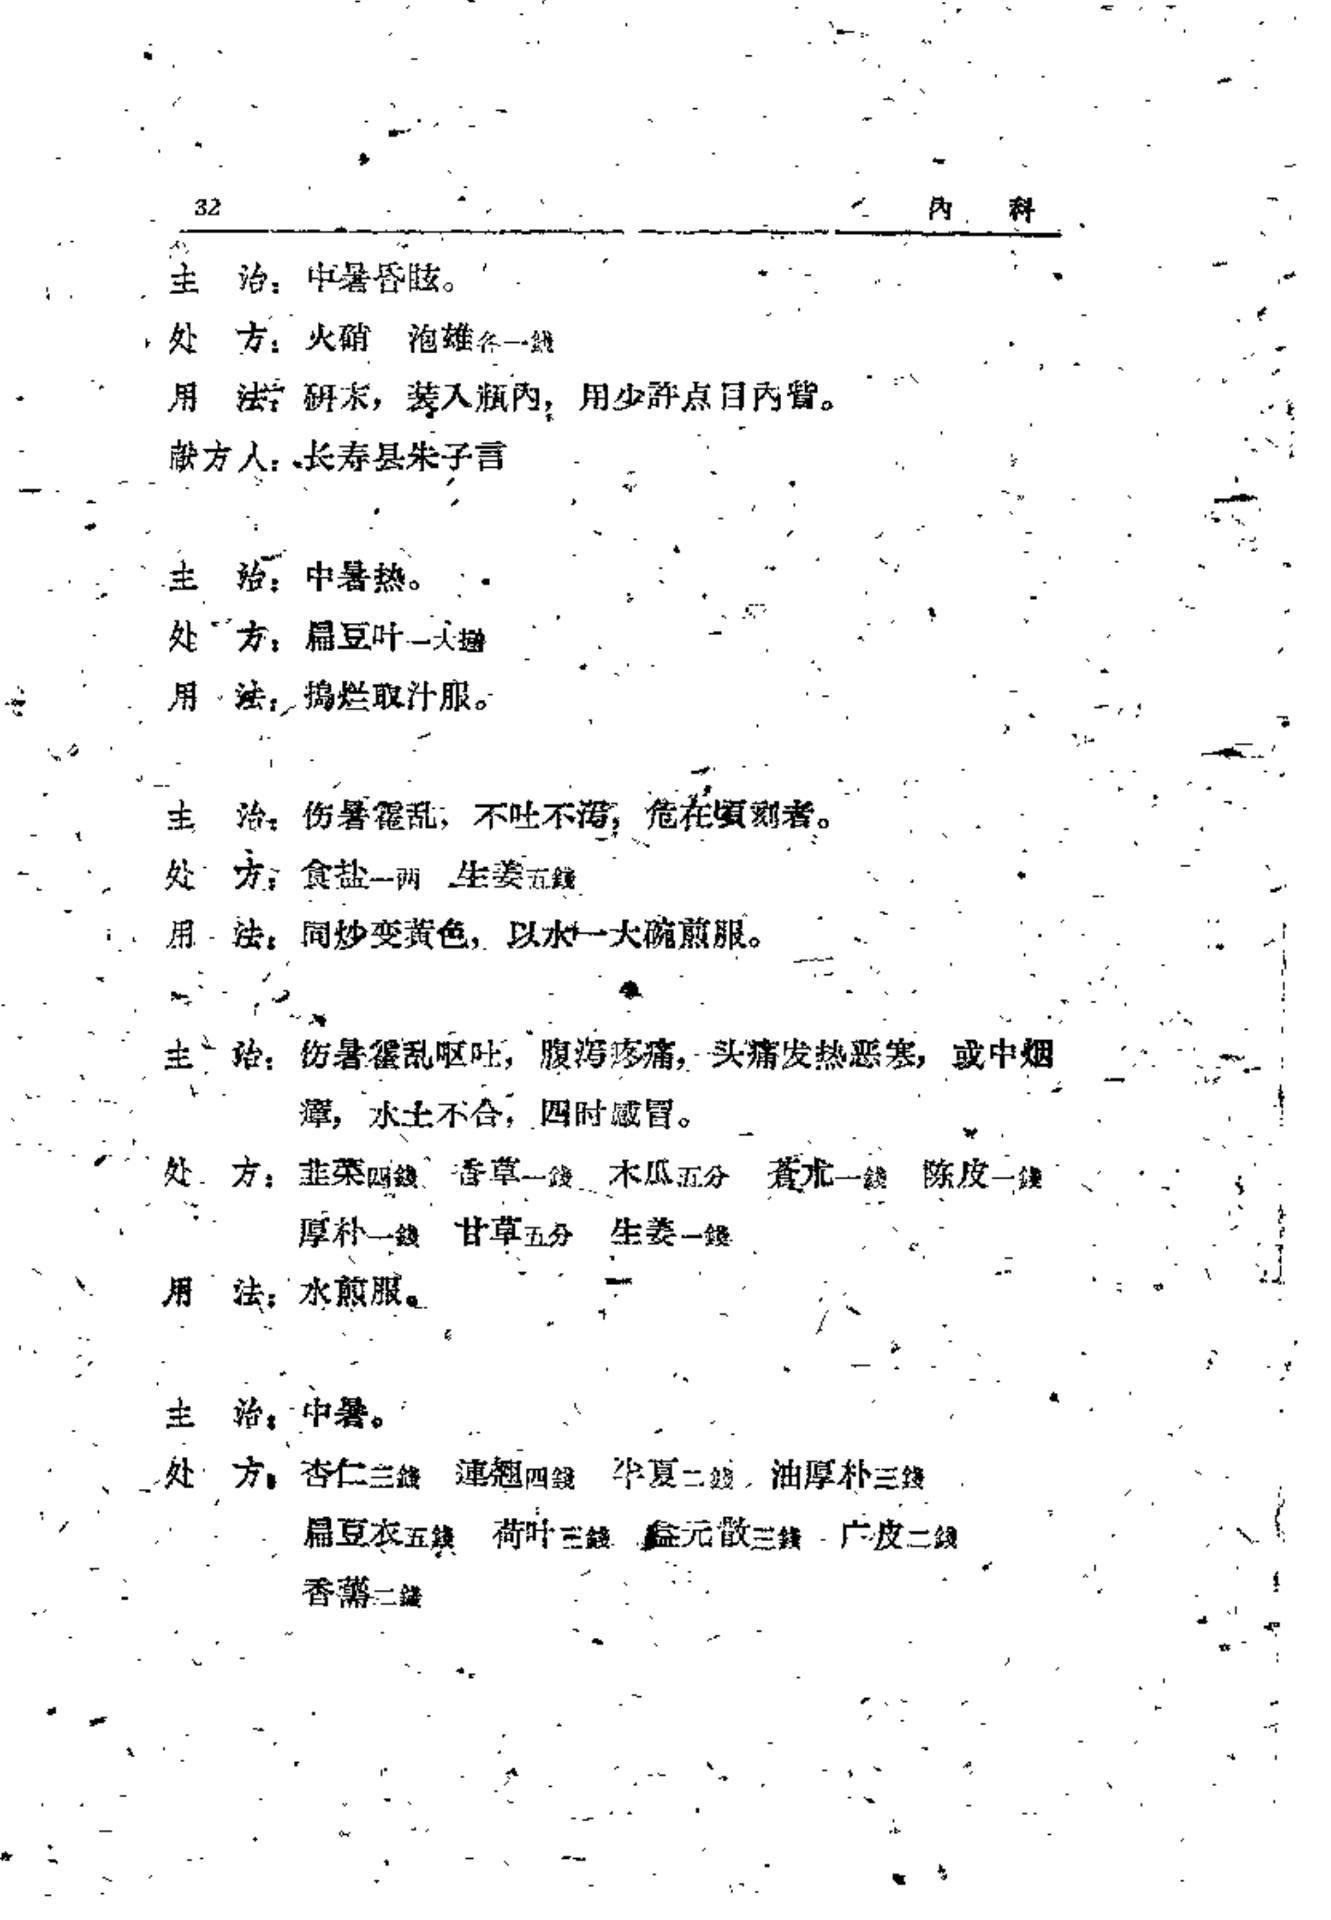 32 內 科
主 治：中暑昏眩。
处 方：火硝 泡雄各一錢
用 法：研末，装入瓶內，用少許点目內眥。
献方人：长寿县朱子言
主 治：中暑热。
处 方：扁豆叶一大握
用 法：搗烂取汁服。
主 治：伤暑霍乱，不吐不泻，危在頃刻者。
处 方：食盐一两 生姜五錢
用 法：同炒变黃色，以水一大碗煎服。
主 治：伤暑霍乱呕吐，腹泻疼痛，头痛发热恶寒，或中烟
瘴，水土不合，四时感冒。
处 方：韭菜四錢 香草一錢 木瓜五分 蒼朮一錢 陈皮一錢
厚朴一錢 甘草五分 生姜一錢
用 法：水煎服。
主 治：中暑。
处 方：杏仁三錢 連翹四錢 半夏二錢 油厚朴三錢
扁豆衣五錢 荷叶三錢 益元散三錢 广皮二錢
香薷二錢